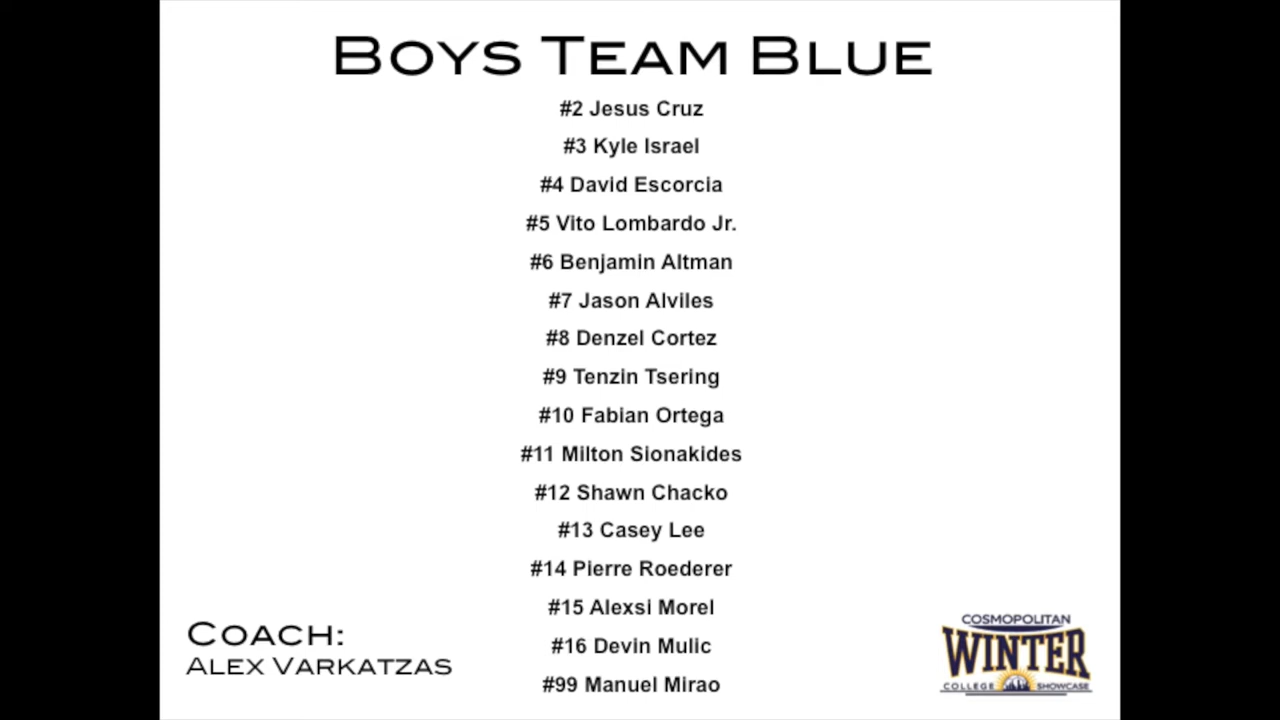 Boys Team Blue
#2 Jesus Cruz
#3 Kyle Israel
#4 David Escorcia
#5 Vito Lombardo Jr.
#6 Benjamin Altman
#7 Jason Alviles
#8 Denzel Cortez
#9 Tenzin Tsering
#10 Fabian Ortega
#11 Milton Sionakides
#12 Shawn Chacko
#13 Casey Lee
#14 Pierre Roederer
#15 Alexsi Morel
#16 Devin Mulic
#99 Manuel Mirao
Coach:
Alex Varkatzas
COSMOPOLITAN
WINTER
COLLEGE SHOWCASE